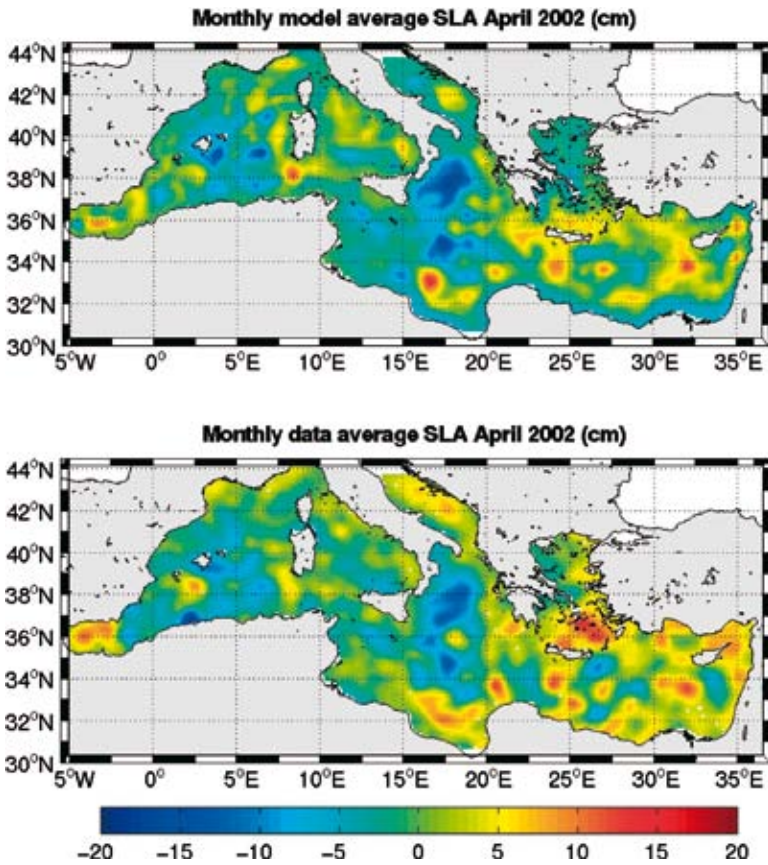 Monthly model average SLA April 2002 (cm)
44°N
42°N
40°N
38°N
36°N
34°N
32°N
30°N
5°W 0° 5°E 10°E 15°E 20°E 25°E 30°E 35°E
Monthly data average SLA April 2002 (cm)
44°N
42°N
40°N
38°N
36°N
34°N
32°N
30°N
5°W 0° 5°E 10°E 15°E 20°E 25°E 30°E 35°E
−20 −15 −10 −5 0 5 10 15 20